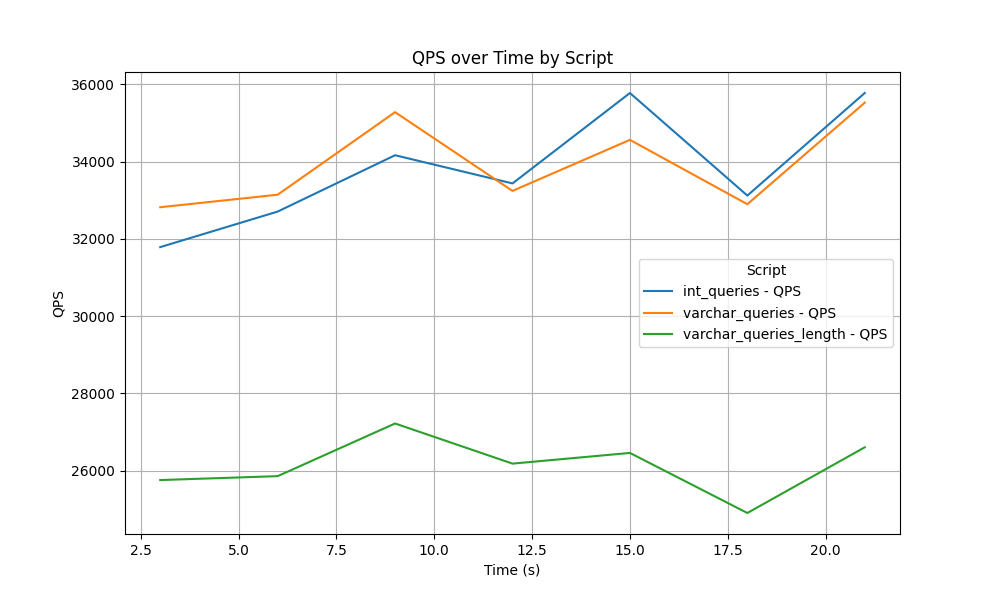 QPS over Time by Script
36000
34000
32000
30000
28000
26000
QPS
Script
int_queries - QPS
varchar_queries - QPS
varchar_queries_length - QPS
2.5 5.0 7.5 10.0 12.5 15.0 17.5 20.0
Time (s)